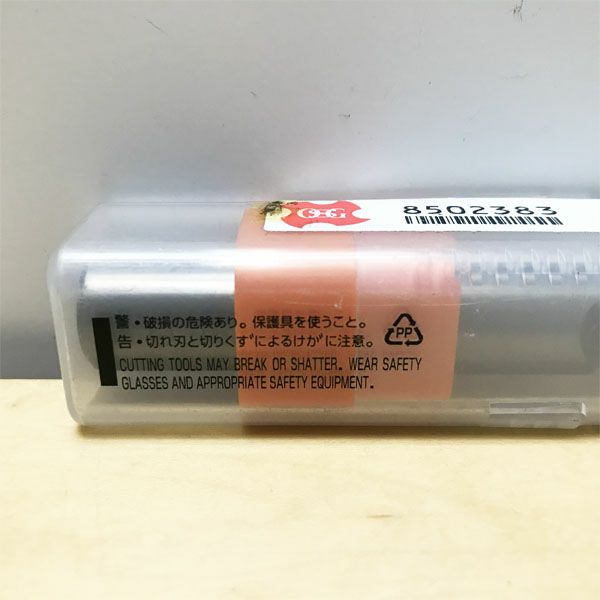 OSG
8502383
警・破損の危険あり。保護具を使うこと。
告・切れ刃と切りくずによるけがに注意。
CUTTING TOOLS MAY BREAK OR SHATTER. WEAR SAFETY
GLASSES AND APPROPRIATE SAFETY EQUIPMENT.
PP